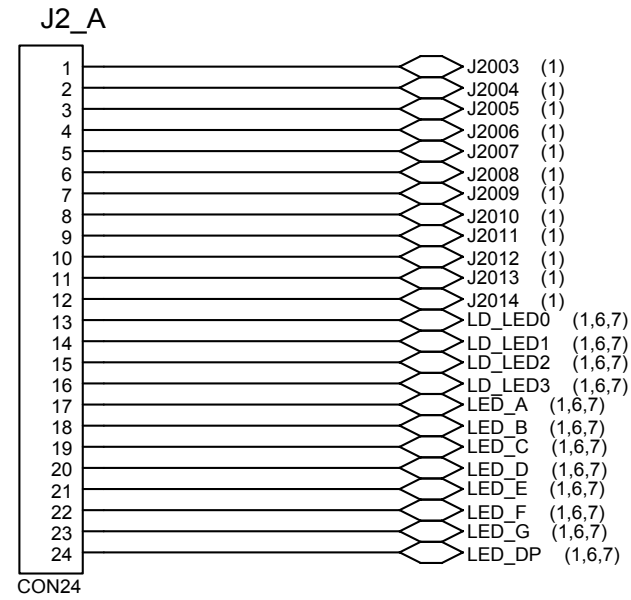 J2_A
1 J2003 (1)
2 J2004 (1)
3 J2005 (1)
4 J2006 (1)
5 J2007 (1)
6 J2008 (1)
7 J2009 (1)
8 J2010 (1)
9 J2011 (1)
10 J2012 (1)
11 J2013 (1)
12 J2014 (1)
13 LD_LED0 (1,6,7)
14 LD_LED1 (1,6,7)
15 LD_LED2 (1,6,7)
16 LD_LED3 (1,6,7)
17 LED_A (1,6,7)
18 LED_B (1,6,7)
19 LED_C (1,6,7)
20 LED_D (1,6,7)
21 LED_E (1,6,7)
22 LED_F (1,6,7)
23 LED_G (1,6,7)
24 LED_DP (1,6,7)
CON24